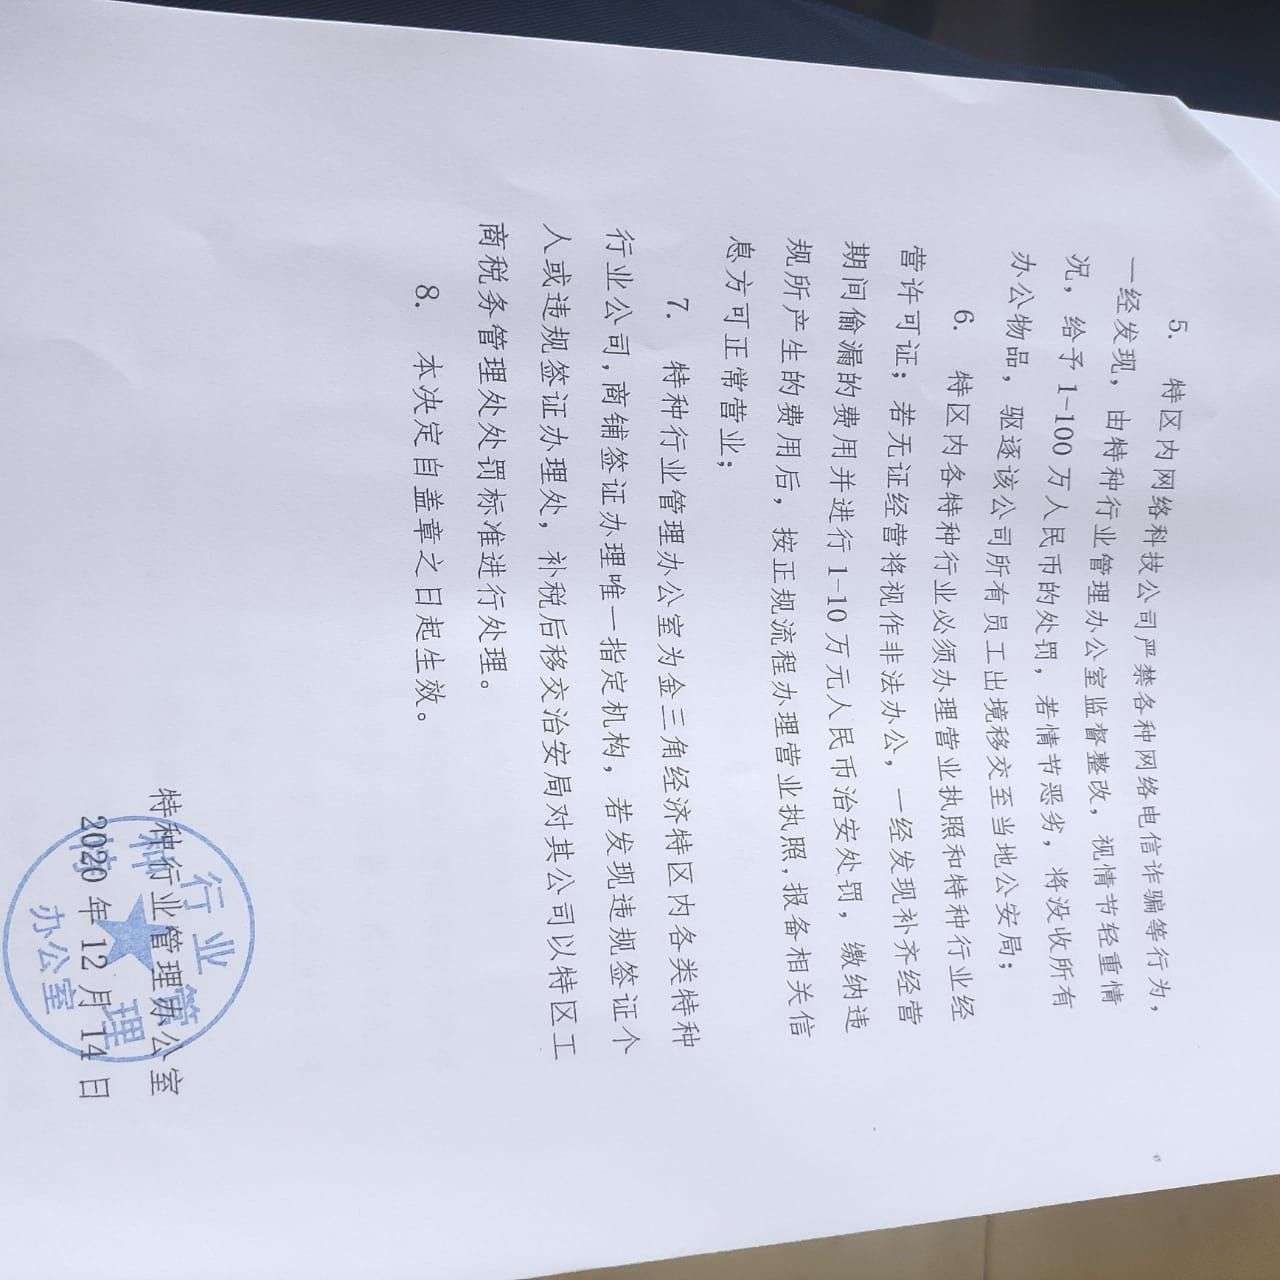 5. 特区内网络科技公司严禁各种网络电信诈骗等行为，
一经发现，由特种行业管理办公室监督整改，视情节轻重情
况，给予1-100万人民币的处罚，若情节恶劣，将没收所有
办公物品，驱逐该公司所有员工出境移交至当地公安局；
6. 特区内各特种行业必须办理营业执照和特种行业经
营许可证；若无证经营将视作非法办公，一经发现补齐经营
期间偷漏的费用并进行1-10万元人民币治安处罚，缴纳违
规所产生的费用后，按正规流程办理营业执照，报备相关信
息方可正常营业；
7. 特种行业管理办公室为金三角经济特区内各类特种
行业公司，商铺签证办理唯一指定机构，若发现违规签证个
人或违规签证办理处，补税后移交治安局对其公司以特区工
商税务管理处处罚标准进行处理。
8. 本决定自盖章之日起生效。
特种行业管理办公室
2020年12月14日
特种行业管理
办公室